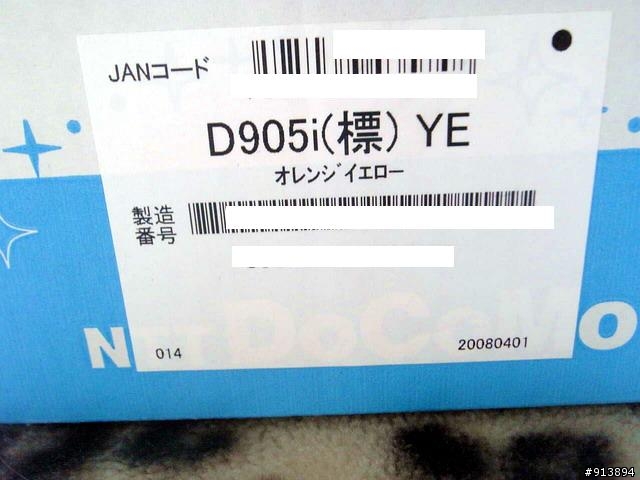 JANコード
D905i(標) YE
オレンジイエロー
製造
番号
NTT DoCoMo
014
20080401
#913894